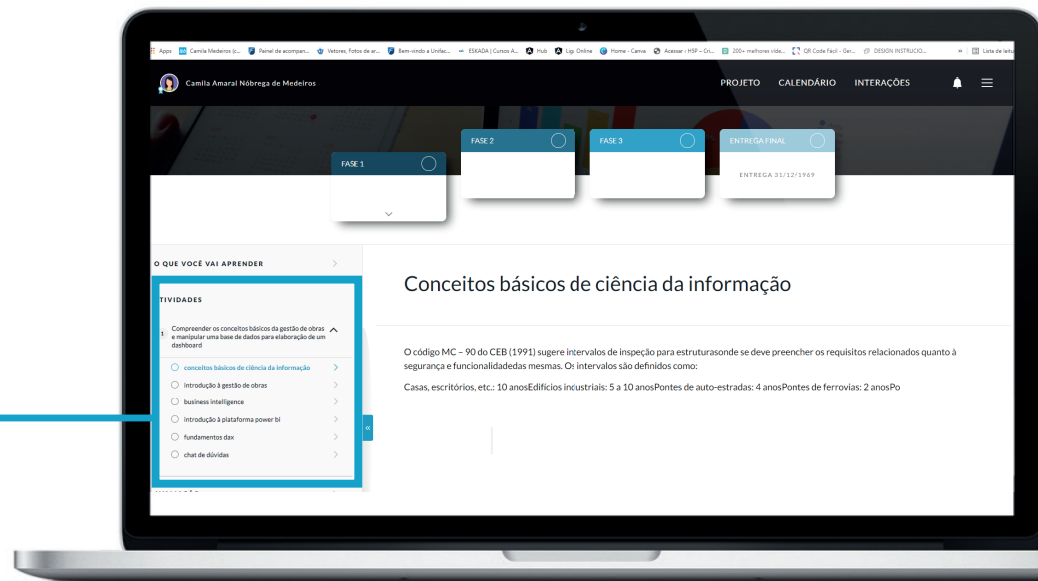 Apps Camila Medeiros (c... Painel de acompan... Vetores, Fotos de ar... Bem-vindo a Unifac... ESKADA | Cursos A... Hub Lig. Online Home - Canva Acessar ‹ HSP – Cri... 200+ melhores víde... QR Code Fácil - Ger... DESIGN INSTRUCIO... » Lista de leitu
Camila Amaral Nóbrega de Medeiros PROJETO CALENDÁRIO INTERAÇÕES
FASE 1
FASE 2
FASE 3
ENTREGA FINAL
ENTREGA 31/12/1969
O QUE VOCÊ VAI APRENDER
TIVIDADES
1 Compreender os conceitos básicos da gestão de obras
e manipular uma base de dados para elaboração de um
dashboard
conceitos básicos de ciência da informação
introdução à gestão de obras
business intelligence
introdução à plataforma power bi
fundamentos dax
chat de dúvidas
«
Conceitos básicos de ciência da informação
O código MC – 90 do CEB (1991) sugere intervalos de inspeção para estruturasonde se deve preencher os requisitos relacionados quanto à
segurança e funcionalidadedas mesmas. Os intervalos são definidos como:
Casas, escritórios, etc.: 10 anosEdifícios industriais: 5 a 10 anosPontes de auto-estradas: 4 anosPontes de ferrovias: 2 anosPo